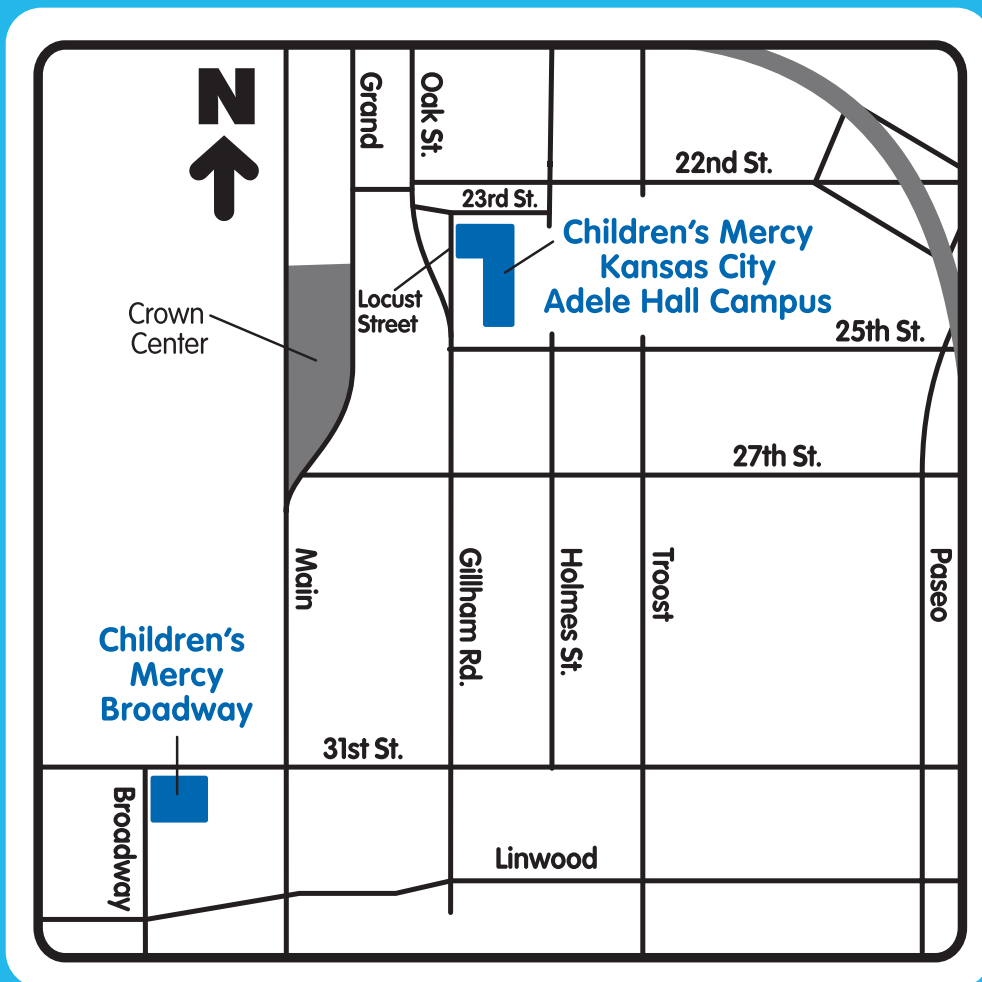 N
Grand
Oak St.
22nd St.
23rd St.
Children's Mercy
Kansas City
Adele Hall Campus
Locust
Street
Crown
Center
25th St.
27th St.
Main
Gillham Rd.
Holmes St.
Troost
Paseo
Children's
Mercy
Broadway
31st St.
Broadway
Linwood